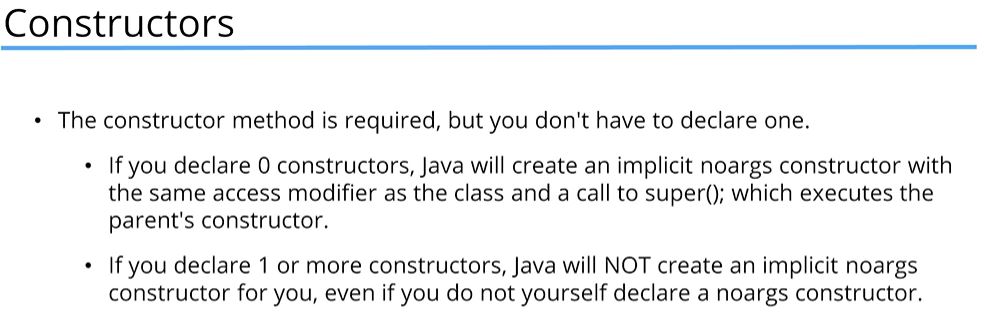 Constructors
• The constructor method is required, but you don't have to declare one.
• If you declare 0 constructors, Java will create an implicit noargs constructor with
the same access modifier as the class and a call to super(); which executes the
parent's constructor.
• If you declare 1 or more constructors, Java will NOT create an implicit noargs
constructor for you, even if you do not yourself declare a noargs constructor.